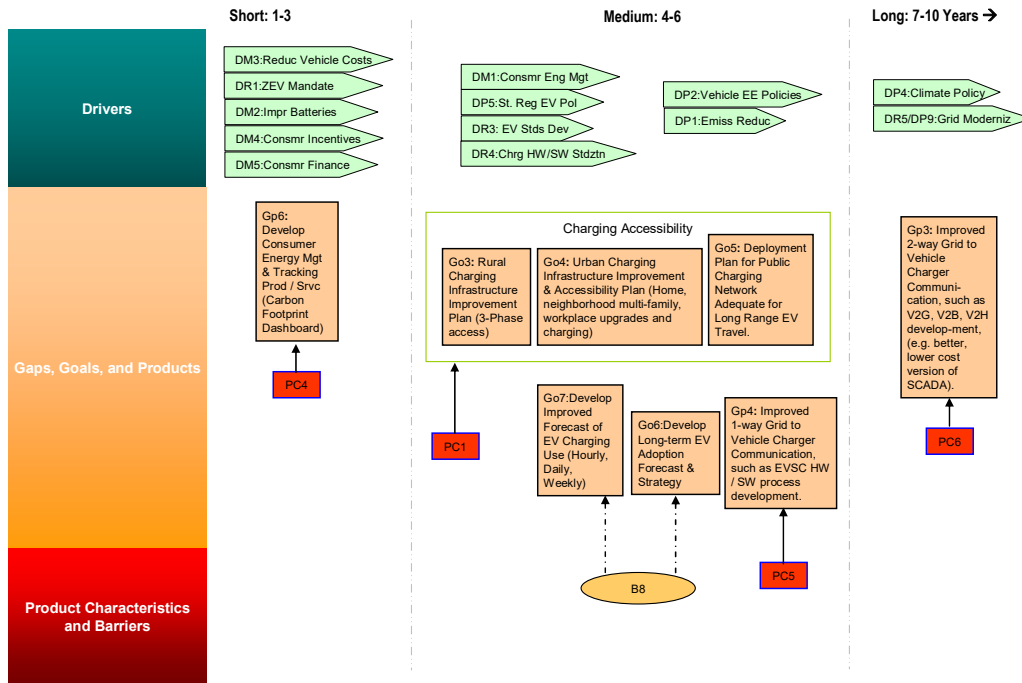 Short: 1-3
Medium: 4-6
Long: 7-10 Years →
Drivers
DM3:Reduc Vehicle Costs
DR1:ZEV Mandate
DM2:Impr Batteries
DM4:Consmr Incentives
DM5:Consmr Finance
DM1:Consmr Eng Mgt
DP5:St. Reg EV Pol
DR3: EV Stds Dev
DR4:Chrg HW/SW Stdztn
DP2:Vehicle EE Policies
DP1:Emiss Reduc
DP4:Climate Policy
DR5/DP9:Grid Moderniz
Gaps, Goals, and Products
Gp6:
Develop
Consumer
Energy Mgt
& Tracking
Prod / Srvc
(Carbon
Footprint
Dashboard)
PC4
Charging Accessibility
Go3: Rural
Charging
Infrastructure
Improvement
Plan (3-Phase
access)
Go4: Urban Charging
Infrastructure Improvement
& Accessibility Plan (Home,
neighborhood multi-family,
workplace upgrades and
charging)
Go5: Deployment
Plan for Public
Charging
Network
Adequate for
Long Range EV
Travel.
PC1
Go7:Develop
Improved
Forecast of
EV Charging
Use (Hourly,
Daily,
Weekly)
Go6:Develop
Long-term EV
Adoption
Forecast &
Strategy
Gp4: Improved
1-way Grid to
Vehicle Charger
Communication,
such as EVSC HW
/ SW process
development.
Gp3: Improved
2-way Grid to
Vehicle
Charger
Communi-
cation, such as
V2G, V2B, V2H
develop-ment,
(e.g. better,
lower cost
version of
SCADA).
PC6
Product Characteristics
and Barriers
B8
PC5